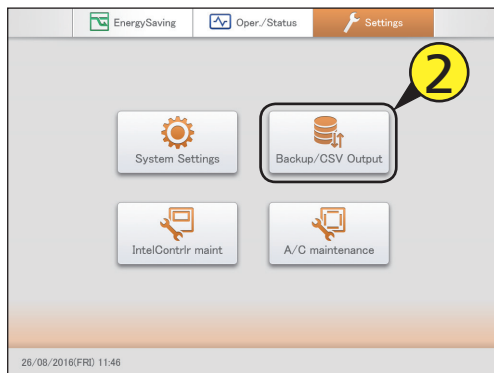 EnergySaving Oper./Status Settings
2
System Settings Backup/CSV Output
IntelContrlr maint A/C maintenance
26/08/2016(FRI) 11:46